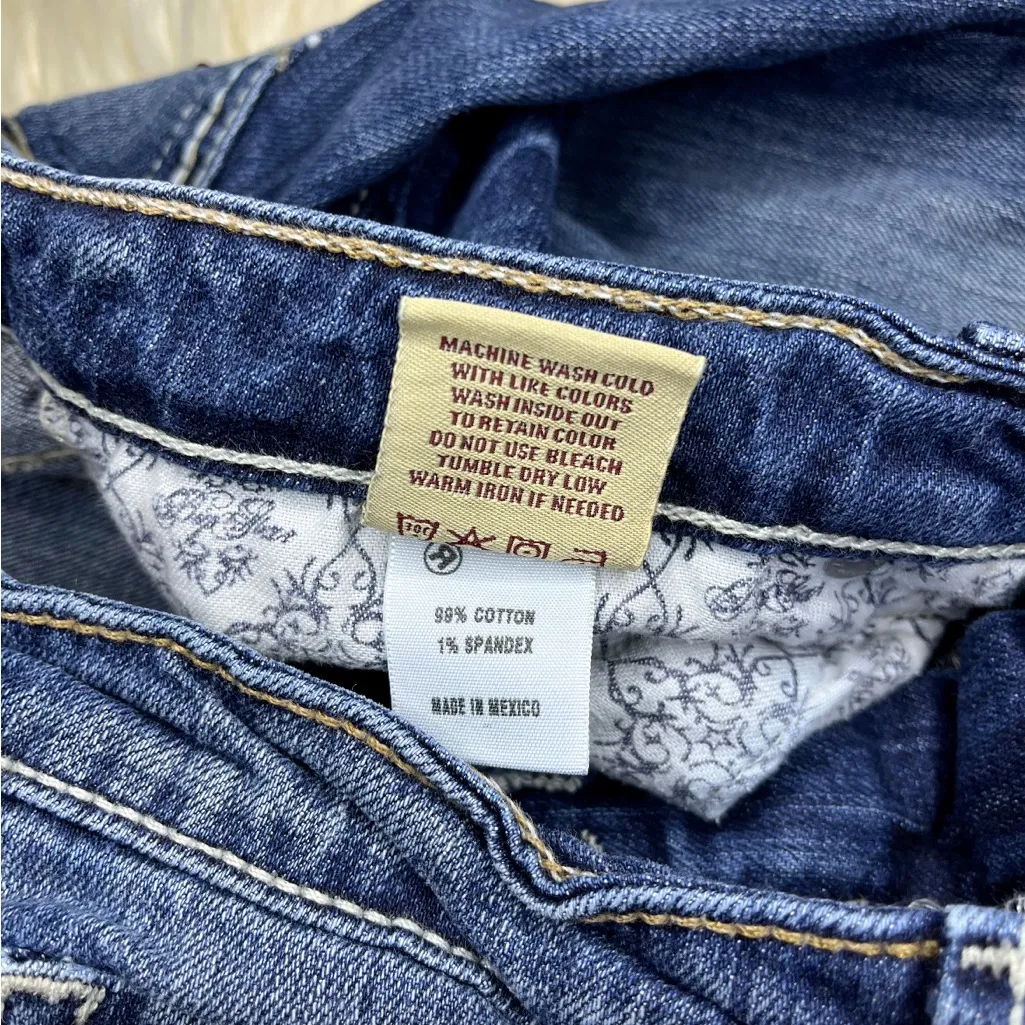 MACHINE WASH COLD
WITH LIKE COLORS
WASH INSIDE OUT
TO RETAIN COLOR
DO NOT USE BLEACH
TUMBLE DRY LOW
WARM IRON IF NEEDED
99% COTTON
1% SPANDEX
MADE IN MEXICO